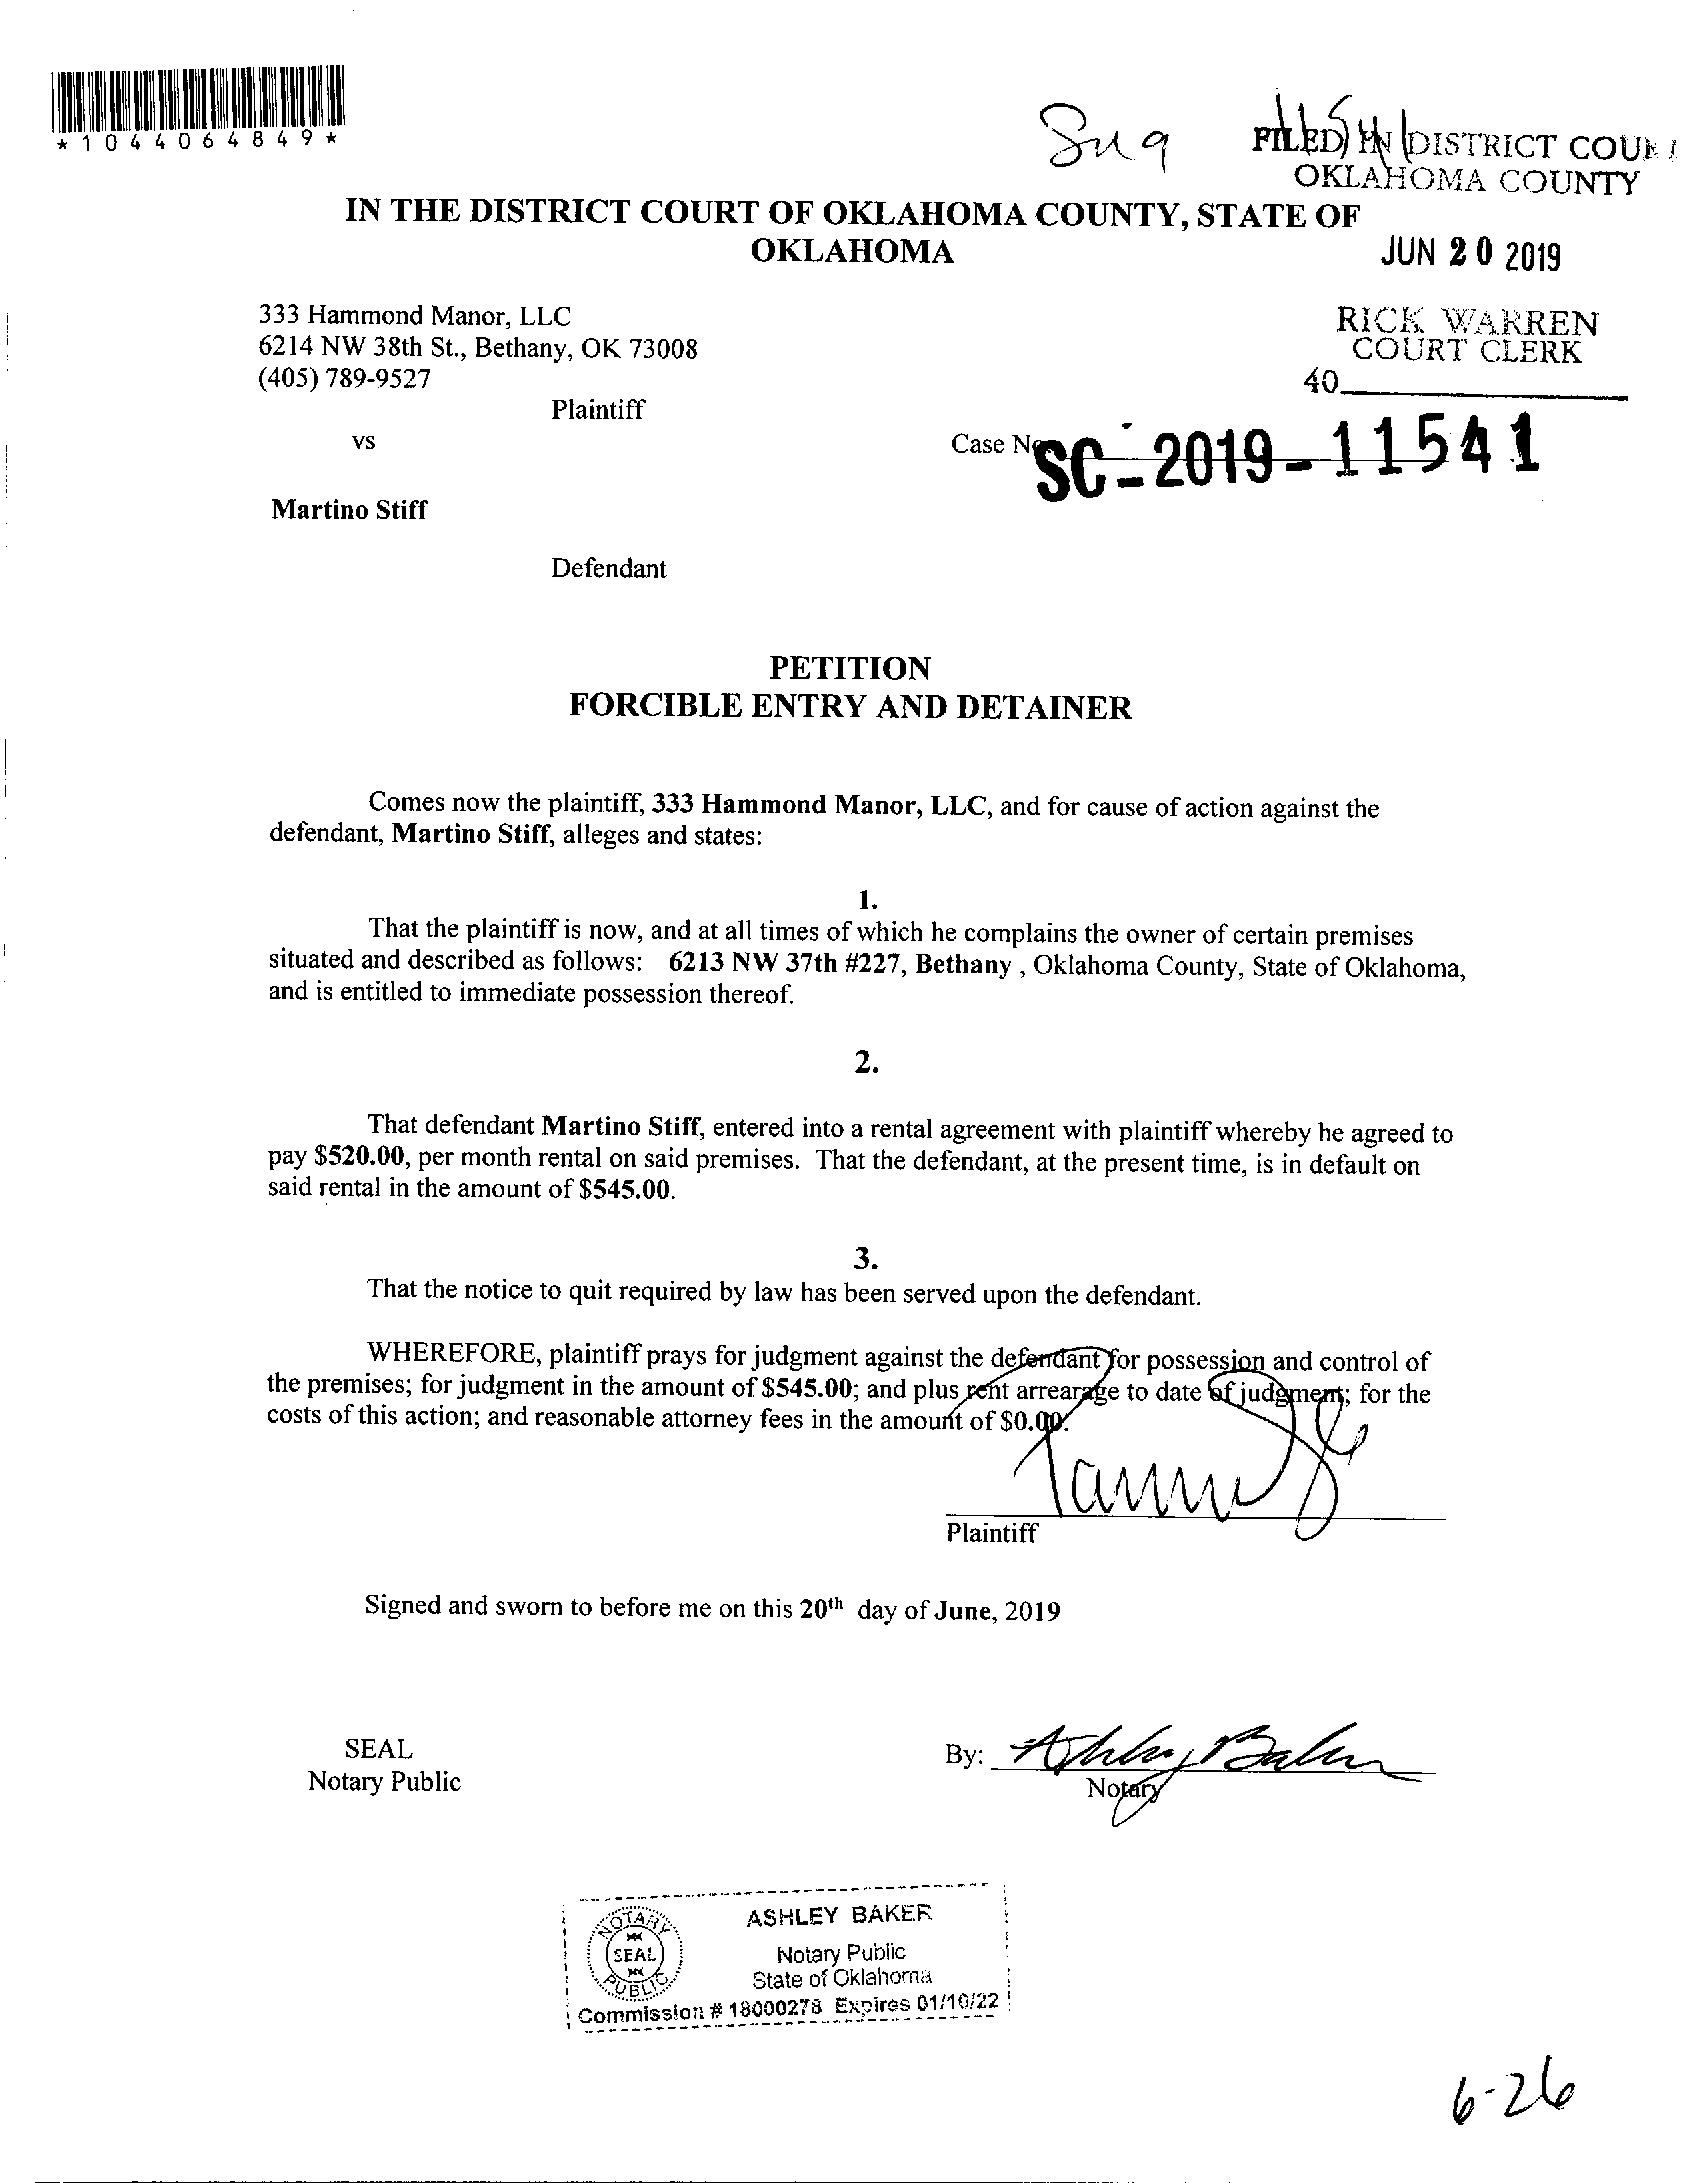 *1044064849*
FILED IN DISTRICT COURT
OKLAHOMA COUNTY
IN THE DISTRICT COURT OF OKLAHOMA COUNTY, STATE OF
OKLAHOMA
JUN 20 2019
333 Hammond Manor, LLC
6214 NW 38th St., Bethany, OK 73008
(405) 789-9527
RICK WARREN
COURT CLERK
40
Plaintiff
vs
Case No. SC-2019-11541
Martino Stiff
Defendant
PETITION
FORCIBLE ENTRY AND DETAINER
Comes now the plaintiff, 333 Hammond Manor, LLC, and for cause of action against the
defendant, Martino Stiff, alleges and states:
1.
That the plaintiff is now, and at all times of which he complains the owner of certain premises
situated and described as follows: 6213 NW 37th #227, Bethany , Oklahoma County, State of Oklahoma,
and is entitled to immediate possession thereof.
2.
That defendant Martino Stiff, entered into a rental agreement with plaintiff whereby he agreed to
pay $520.00, per month rental on said premises. That the defendant, at the present time, is in default on
said rental in the amount of $545.00.
3.
That the notice to quit required by law has been served upon the defendant.
WHEREFORE, plaintiff prays for judgment against the defendant for possession and control of
the premises; for judgment in the amount of $545.00; and plus rent arrearage to date of judgment; for the
costs of this action; and reasonable attorney fees in the amount of $0.00.
Plaintiff
Signed and sworn to before me on this 20th day of June, 2019
SEAL
Notary Public
By: Ashley Baker
Notary
NOTARY
SEAL
PUBLIC
ASHLEY BAKER
Notary Public
State of Oklahoma
Commission # 18000278 Expires 01/10/22
6-26